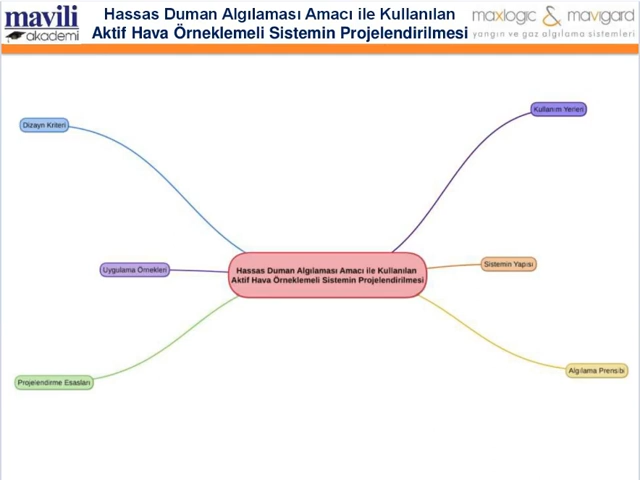 mavili
akademi
Hassas Duman Algılaması Amacı ile Kullanılan
Aktif Hava Örneklemeli Sistemin Projelendirilmesi
maxlogic & mavigard
yangın ve gaz algılama sistemleri
Dizayn Kriteri
Kullanım Yerleri
Uygulama Örnekleri
Hassas Duman Algılaması Amacı ile Kullanılan
Aktif Hava Örneklemeli Sistemin Projelendirilmesi
Sistemin Yapısı
Projelendirme Esasları
Algılama Prensibi